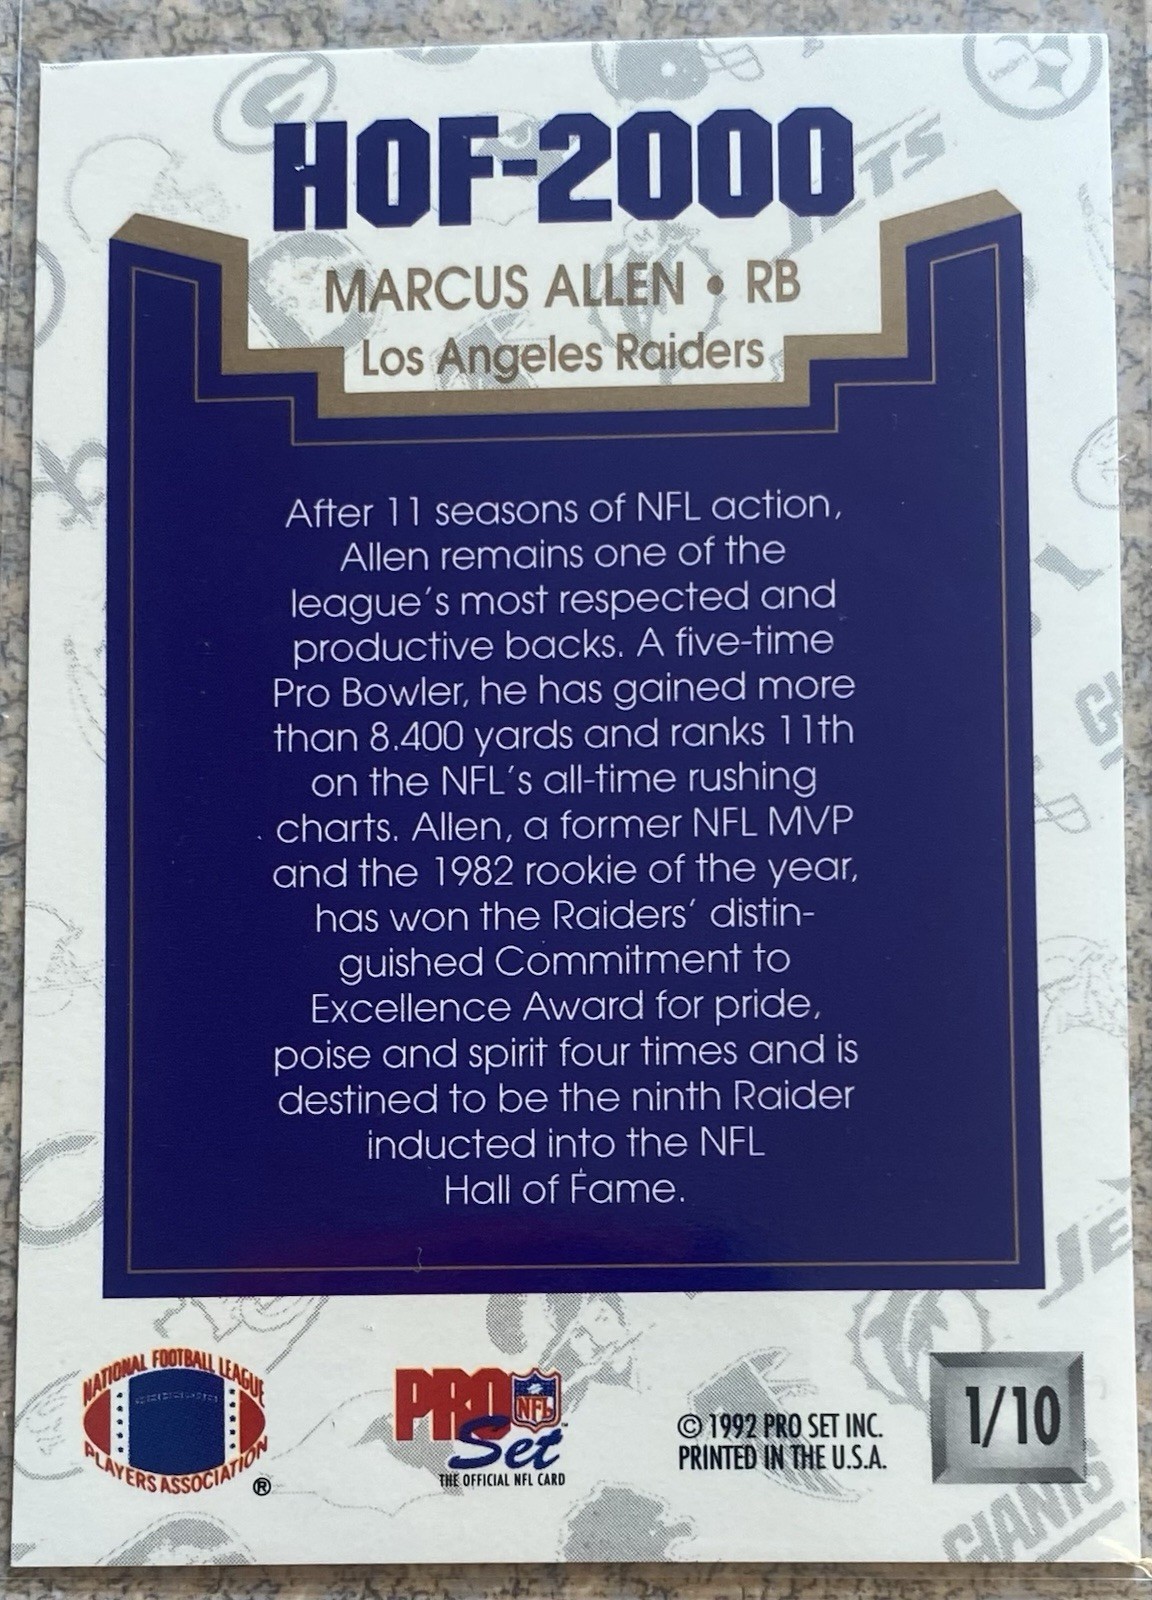 HOF-2000
MARCUS ALLEN • RB
Los Angeles Raiders
After 11 seasons of NFL action,
Allen remains one of the
league's most respected and
productive backs. A five-time
Pro Bowler, he has gained more
than 8.400 yards and ranks 11th
on the NFL's all-time rushing
charts. Allen, a former NFL MVP
and the 1982 rookie of the year,
has won the Raiders' distin-
guished Commitment to
Excellence Award for pride,
poise and spirit four times and is
destined to be the ninth Raider
inducted into the NFL
Hall of Fame.
NATIONAL FOOTBALL LEAGUE
PLAYERS ASSOCIATION
®
PRO
NFL
Set
THE OFFICIAL NFL CARD
© 1992 PRO SET INC.
PRINTED IN THE U.S.A.
1/10
JETS
GIANTS